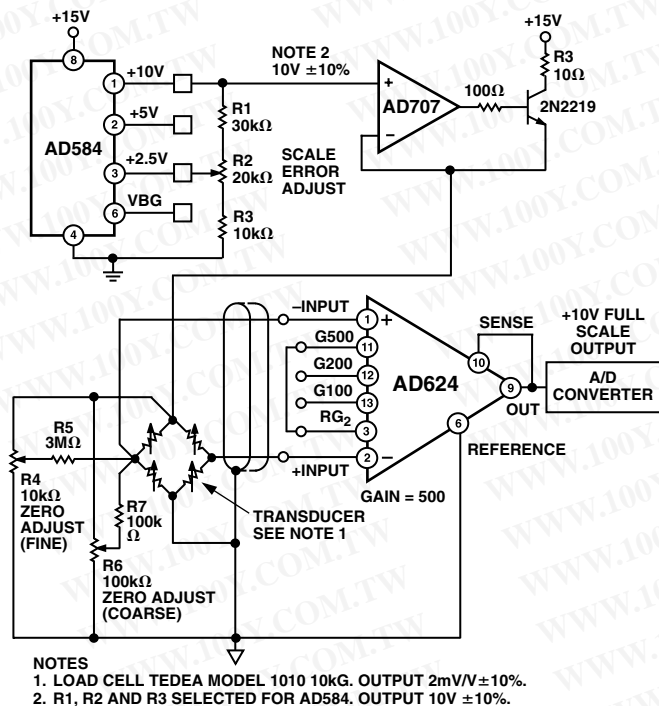 +15V
8
AD584
1
+10V
2
+5V
3
+2.5V
6
VBG
4
R1
30kΩ
R2
20kΩ
R3
10kΩ
SCALE
ERROR
ADJUST
NOTE 2
10V ±10%
+
AD707
−
100Ω
+15V
R3
10Ω
2N2219
−INPUT
1
+
G500
11
G200
12
G100
13
RG2
3
+INPUT
2
−
AD624
GAIN = 500
SENSE
10
9
OUT
6
REFERENCE
+10V FULL
SCALE
OUTPUT
A/D
CONVERTER
R5
3MΩ
R4
10kΩ
ZERO
ADJUST
(FINE)
R7
100k
Ω
R6
100kΩ
ZERO ADJUST
(COARSE)
TRANSDUCER
SEE NOTE 1
NOTES
1. LOAD CELL TEDEA MODEL 1010 10kG. OUTPUT 2mV/V±10%.
2. R1, R2 AND R3 SELECTED FOR AD584. OUTPUT 10V ±10%.
WWW.100Y.COM.TW